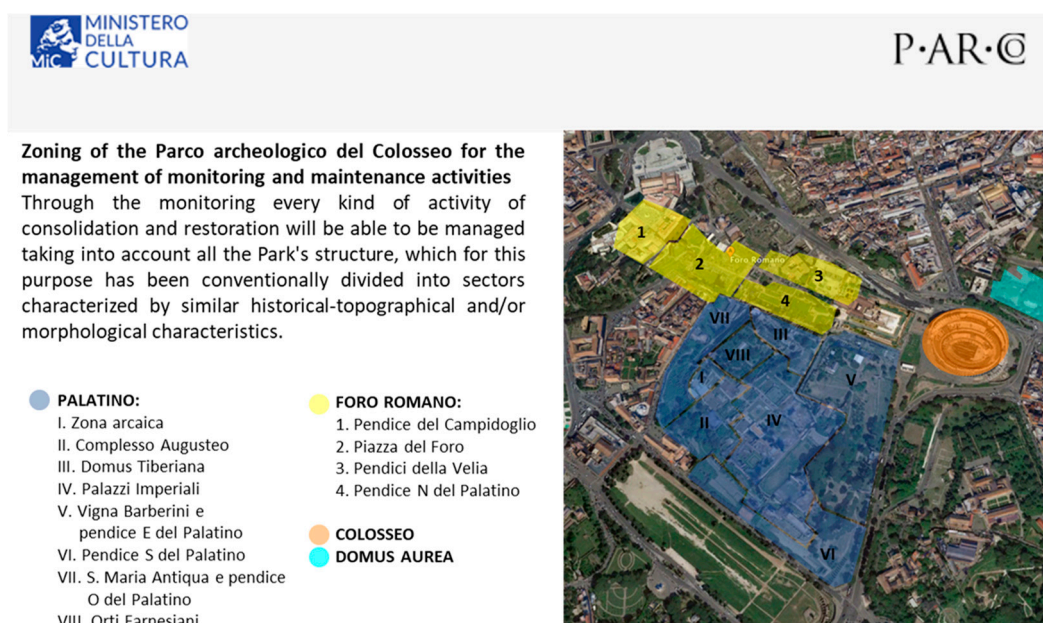 MINISTERO
DELLA
MiC CULTURA
P·AR·CO
Zoning of the Parco archeologico del Colosseo for the
management of monitoring and maintenance activities
Through the monitoring every kind of activity of
consolidation and restoration will be able to be managed
taking into account all the Park's structure, which for this
purpose has been conventionally divided into sectors
characterized by similar historical-topographical and/or
morphological characteristics.
PALATINO:
I. Zona arcaica
II. Complesso Augusteo
III. Domus Tiberiana
IV. Palazzi Imperiali
V. Vigna Barberini e
pendice E del Palatino
VI. Pendice S del Palatino
VII. S. Maria Antiqua e pendice
O del Palatino
VIII. Orti Farnesiani
FORO ROMANO:
1. Pendice del Campidoglio
2. Piazza del Foro
3. Pendici della Velia
4. Pendice N del Palatino
COLOSSEO
DOMUS AUREA
1
2
Foro Romano
3
4
VII
III
VIII
I
V
II
IV
VI